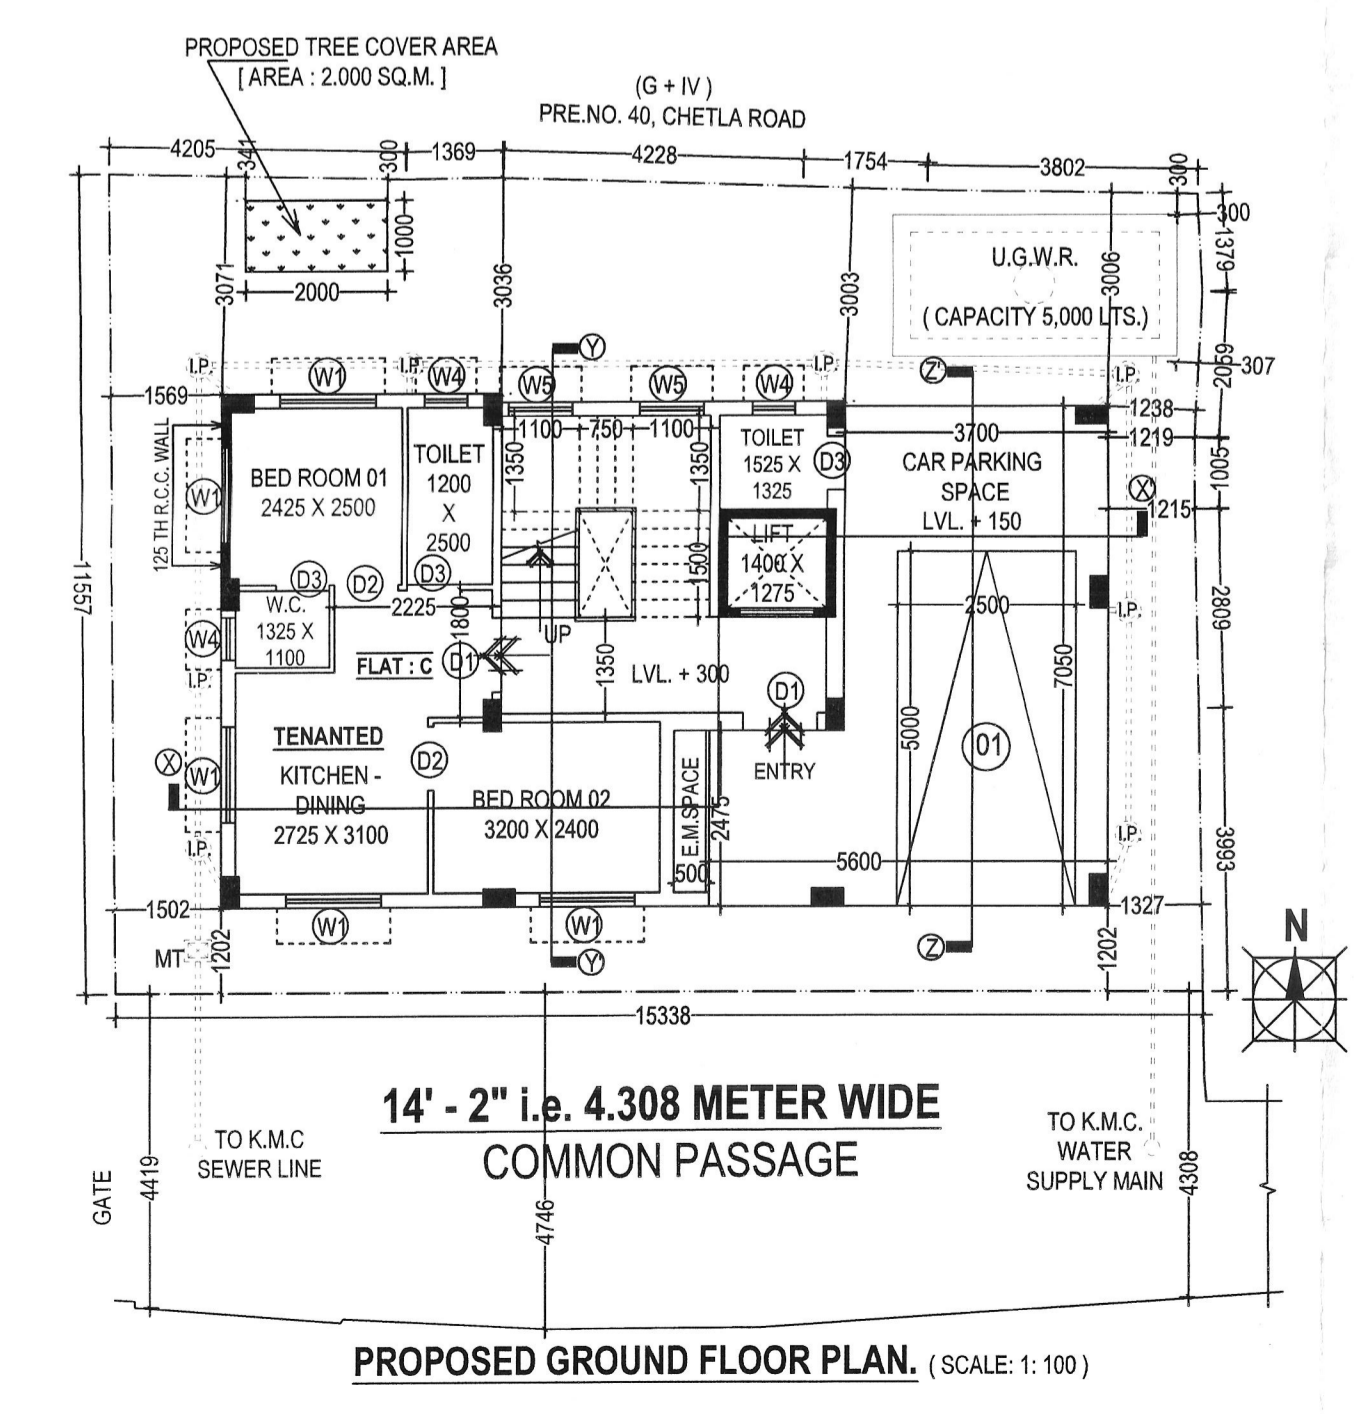 PROPOSED TREE COVER AREA
[ AREA : 2.000 SQ.M. ]
(G + IV )
PRE.NO. 40, CHETLA ROAD
4205
341
300
1369
4228
1754
3802
300
300
1379
1000
2000
3071
3036
3003
3006
U.G.W.R.
( CAPACITY 5,000 LTS.)
2059
307
I.P.
W1
I.P.
W4
Y
W5
W5
W4
I.P.
Z'
I.P.
1569
1238
1219
1100
750
1100
3700
125 TH R.C.C. WALL
W1
BED ROOM 01
2425 X 2500
TOILET
1200
X
2500
1350
1350
TOILET
1525 X
1325
D3
CAR PARKING
SPACE
LVL. + 150
X'
1005
1215
LIFT
1400 X
1275
1500
11557
D3
D2
D3
2225
1800
2500
I.P.
2809
W.C.
1325 X
1100
W4
I.P.
UP
FLAT : C
D1
1350
LVL. + 300
D1
7050
5000
01
TENANTED
KITCHEN -
DINING
2725 X 3100
X
W1
D2
BED ROOM 02
3200 X 2400
E.M.SPACE
2475
ENTRY
I.P.
I.P.
3993
500
5600
1502
1327
W1
W1
MT
1202
Y'
Z
1202
N
15338
14' - 2" i.e. 4.308 METER WIDE
COMMON PASSAGE
TO K.M.C
SEWER LINE
TO K.M.C.
WATER
SUPPLY MAIN
GATE
4419
4746
4308
PROPOSED GROUND FLOOR PLAN. ( SCALE: 1: 100 )